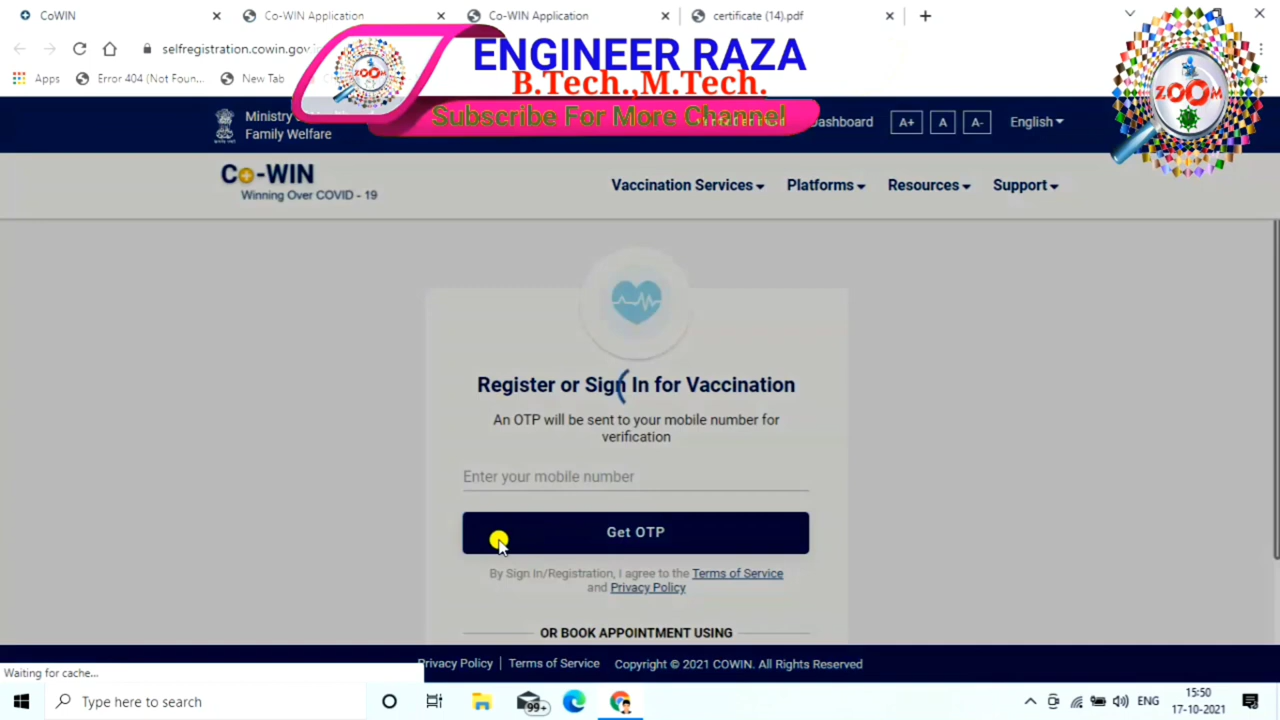 CoWIN
Co-WIN Application
Co-WIN Application
certificate (14).pdf
ENGINEER RAZA
selfregistration.cowin.gov
B.Tech.,M.Tech.
ZOOM
ZOOM
Apps
Error 404 (Not Foun...
New Tab
Subscribe For More Channel
Ministry
Family Welfare
Dashboard
A+
A
A-
English
Co-WIN
Winning Over COVID - 19
Vaccination Services
Platforms
Resources
Support
Register or Sign In for Vaccination
An OTP will be sent to your mobile number for
verification
Enter your mobile number
Get OTP
By Sign In/Registration, I agree to the Terms of Service
and Privacy Policy
OR BOOK APPOINTMENT USING
Privacy Policy | Terms of Service Copyright © 2021 COWIN. All Rights Reserved
Waiting for cache...
Type here to search
99+
ENG
15:50
17-10-2021